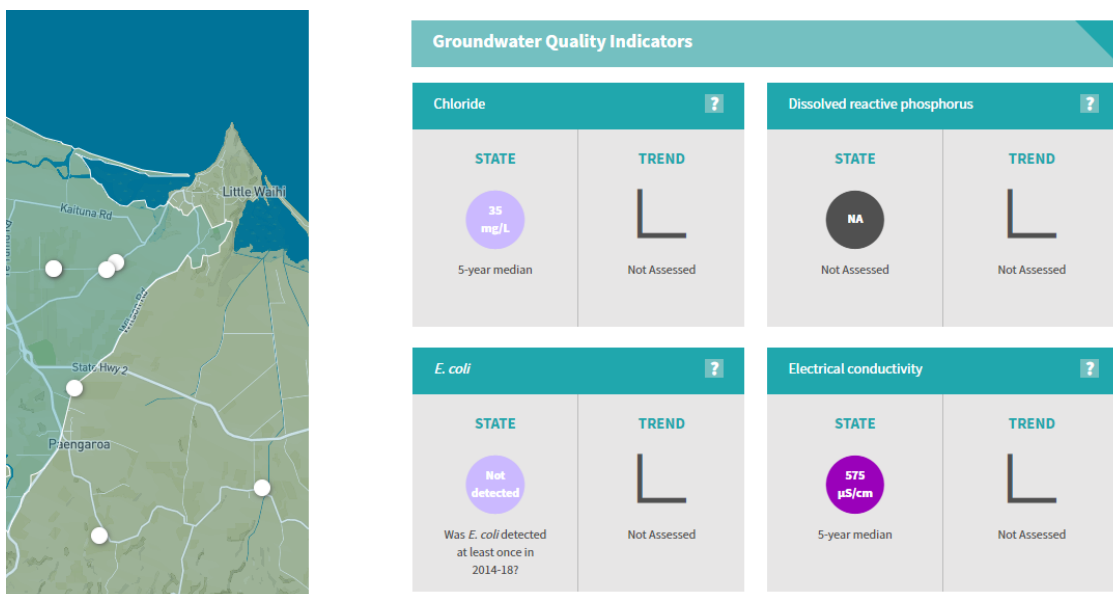 Little Waihi
Kaituna Rd
Wilson Rd
State Hwy 2
Paengaroa
Groundwater Quality Indicators
Chloride
?
STATE
TREND
35
mg/L
5-year median
Not Assessed
Dissolved reactive phosphorus
?
STATE
TREND
NA
Not Assessed
Not Assessed
E. coli
?
STATE
TREND
Not
detected
Was E. coli detected
at least once in
2014-18?
Not Assessed
Electrical conductivity
?
STATE
TREND
575
µS/cm
5-year median
Not Assessed